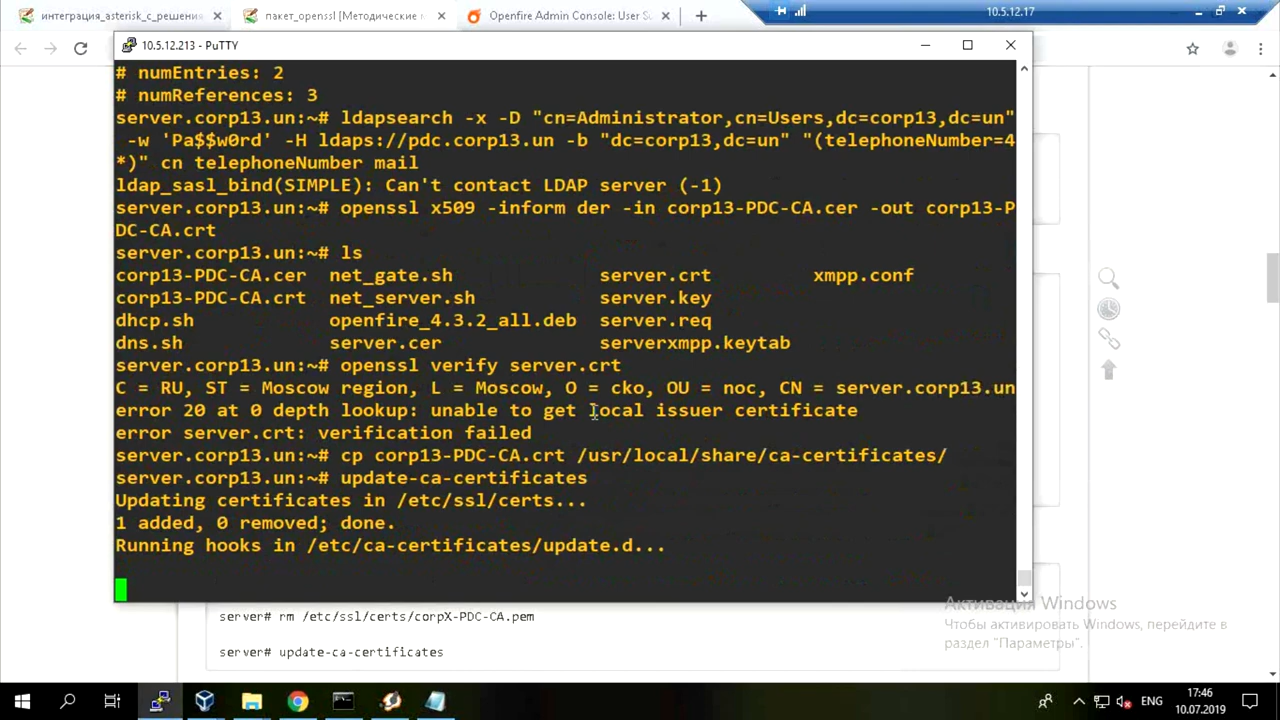 интеграция_asterisk_с_решения
пакет_openssl [Методические м
Openfire Admin Console: User Su
10.5.12.17
10.5.12.213 - PuTTY
# numEntries: 2
# numReferences: 3
server.corp13.un:~# ldapsearch -x -D "cn=Administrator,cn=Users,dc=corp13,dc=un"
-w 'Pa$$w0rd' -H ldaps://pdc.corp13.un -b "dc=corp13,dc=un" "(telephoneNumber=4
*)" cn telephoneNumber mail
ldap_sasl_bind(SIMPLE): Can't contact LDAP server (-1)
server.corp13.un:~# openssl x509 -inform der -in corp13-PDC-CA.cer -out corp13-P
DC-CA.crt
server.corp13.un:~# ls
corp13-PDC-CA.cer net_gate.sh server.crt xmpp.conf
corp13-PDC-CA.crt net_server.sh server.key
dhcp.sh openfire_4.3.2_all.deb server.req
dns.sh server.cer serverxmpp.keytab
server.corp13.un:~# openssl verify server.crt
C = RU, ST = Moscow region, L = Moscow, O = cko, OU = noc, CN = server.corp13.un
error 20 at 0 depth lookup: unable to get local issuer certificate
error server.crt: verification failed
server.corp13.un:~# cp corp13-PDC-CA.crt /usr/local/share/ca-certificates/
server.corp13.un:~# update-ca-certificates
Updating certificates in /etc/ssl/certs...
1 added, 0 removed; done.
Running hooks in /etc/ca-certificates/update.d...
server# rm /etc/ssl/certs/corpX-PDC-CA.pem
server# update-ca-certificates
Активация Windows
Чтобы активировать Windows, перейдите в
раздел "Параметры".
ENG
17:46
10.07.2019